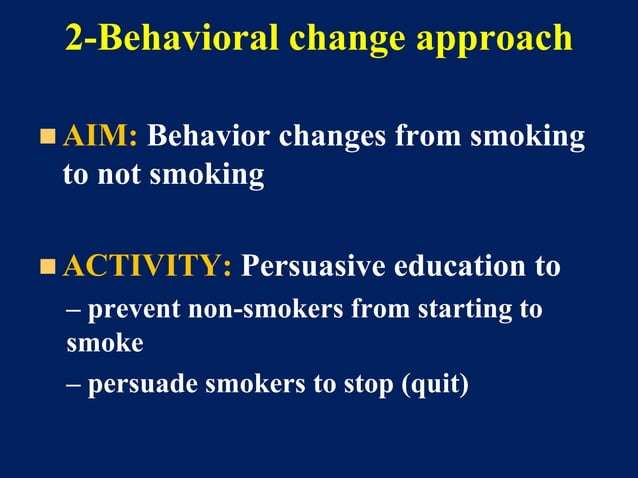 2-Behavioral change approach
AIM: Behavior changes from smoking
to not smoking
ACTIVITY: Persuasive education to
– prevent non-smokers from starting to
smoke
– persuade smokers to stop (quit)